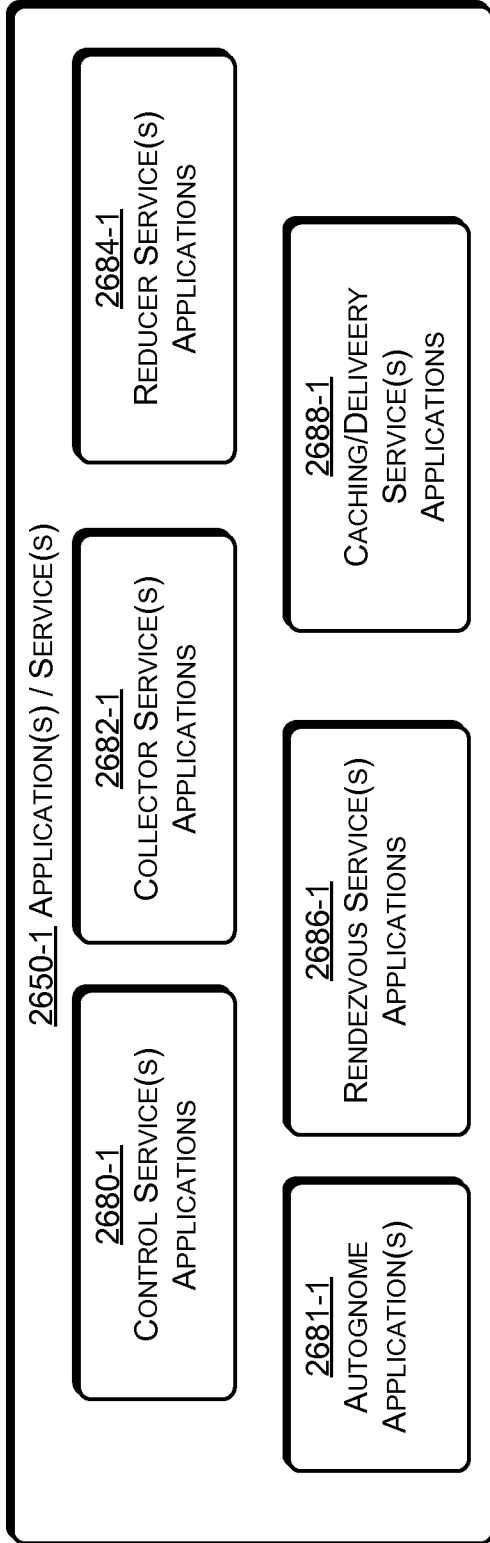 2650-1 APPLICATION(S) / SERVICE(S)
2680-1
CONTROL SERVICE(S)
APPLICATIONS
2682-1
COLLECTOR SERVICE(S)
APPLICATIONS
2684-1
REDUCER SERVICE(S)
APPLICATIONS
2681-1
AUTOGNOME
APPLICATION(S)
2686-1
RENDEZVOUS SERVICE(S)
APPLICATIONS
2688-1
CACHING/DELIVEERY
SERVICE(S)
APPLICATIONS